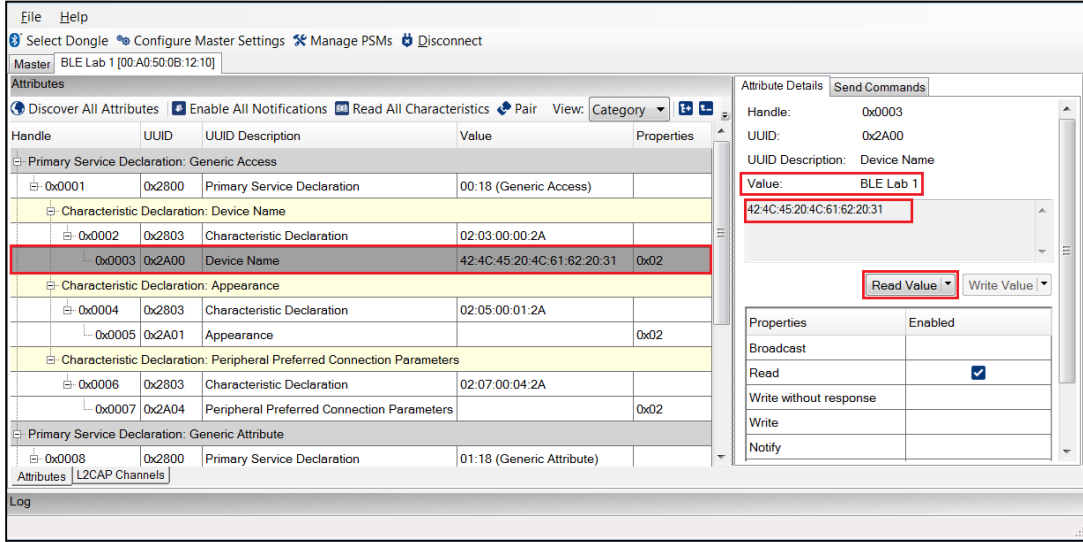 File Help
Select Dongle Configure Master Settings Manage PSMs Disconnect
Master BLE Lab 1 [00:A0:50:0B:12:10]
Attributes
Discover All Attributes Enable All Notifications Read All Characteristics Pair View: Category
Handle UUID UUID Description Value Properties
Primary Service Declaration: Generic Access
0x0001 0x2800 Primary Service Declaration 00:18 (Generic Access)
Characteristic Declaration: Device Name
0x0002 0x2803 Characteristic Declaration 02:03:00:00:2A
0x0003 0x2A00 Device Name 42:4C:45:20:4C:61:62:20:31 0x02
Characteristic Declaration: Appearance
0x0004 0x2803 Characteristic Declaration 02:05:00:01:2A
0x0005 0x2A01 Appearance 0x02
Characteristic Declaration: Peripheral Preferred Connection Parameters
0x0006 0x2803 Characteristic Declaration 02:07:00:04:2A
0x0007 0x2A04 Peripheral Preferred Connection Parameters 0x02
Primary Service Declaration: Generic Attribute
0x0008 0x2800 Primary Service Declaration 01:18 (Generic Attribute)
Attributes L2CAP Channels
Attribute Details Send Commands
Handle: 0x0003
UUID: 0x2A00
UUID Description: Device Name
Value: BLE Lab 1
42:4C:45:20:4C:61:62:20:31
Read Value Write Value
Properties Enabled
Broadcast
Read
Write without response
Write
Notify
Log